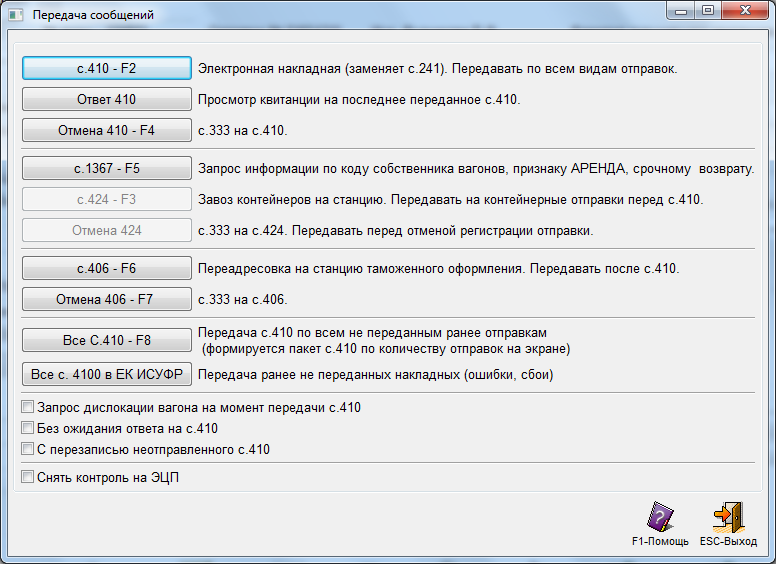 Передача сообщений
с.410 - F2 Электронная накладная (заменяет с.241). Передавать по всем видам отправок.
Ответ 410 Просмотр квитанции на последнее переданное с.410.
Отмена 410 - F4 с.333 на с.410.
с.1367 - F5 Запрос информации по коду собственника вагонов, признаку АРЕНДА, срочному возврату.
с.424 - F3 Завоз контейнеров на станцию. Передавать на контейнерные отправки перед с.410.
Отмена 424 с.333 на с.424. Передавать перед отменой регистрации отправки.
с.406 - F6 Переадресовка на станцию таможенного оформления. Передавать после с.410.
Отмена 406 - F7 с.333 на с.406.
Все С.410 - F8 Передача с.410 по всем не переданным ранее отправкам
(формируется пакет с.410 по количеству отправок на экране)
Все с. 4100 в ЕК ИСУФР Передача ранее не переданных накладных (ошибки, сбои)
Запрос дислокации вагона на момент передачи с.410
Без ожидания ответа на с.410
С перезаписью неотправленного с.410
Снять контроль на ЭЦП
F1-Помощь ESC-Выход